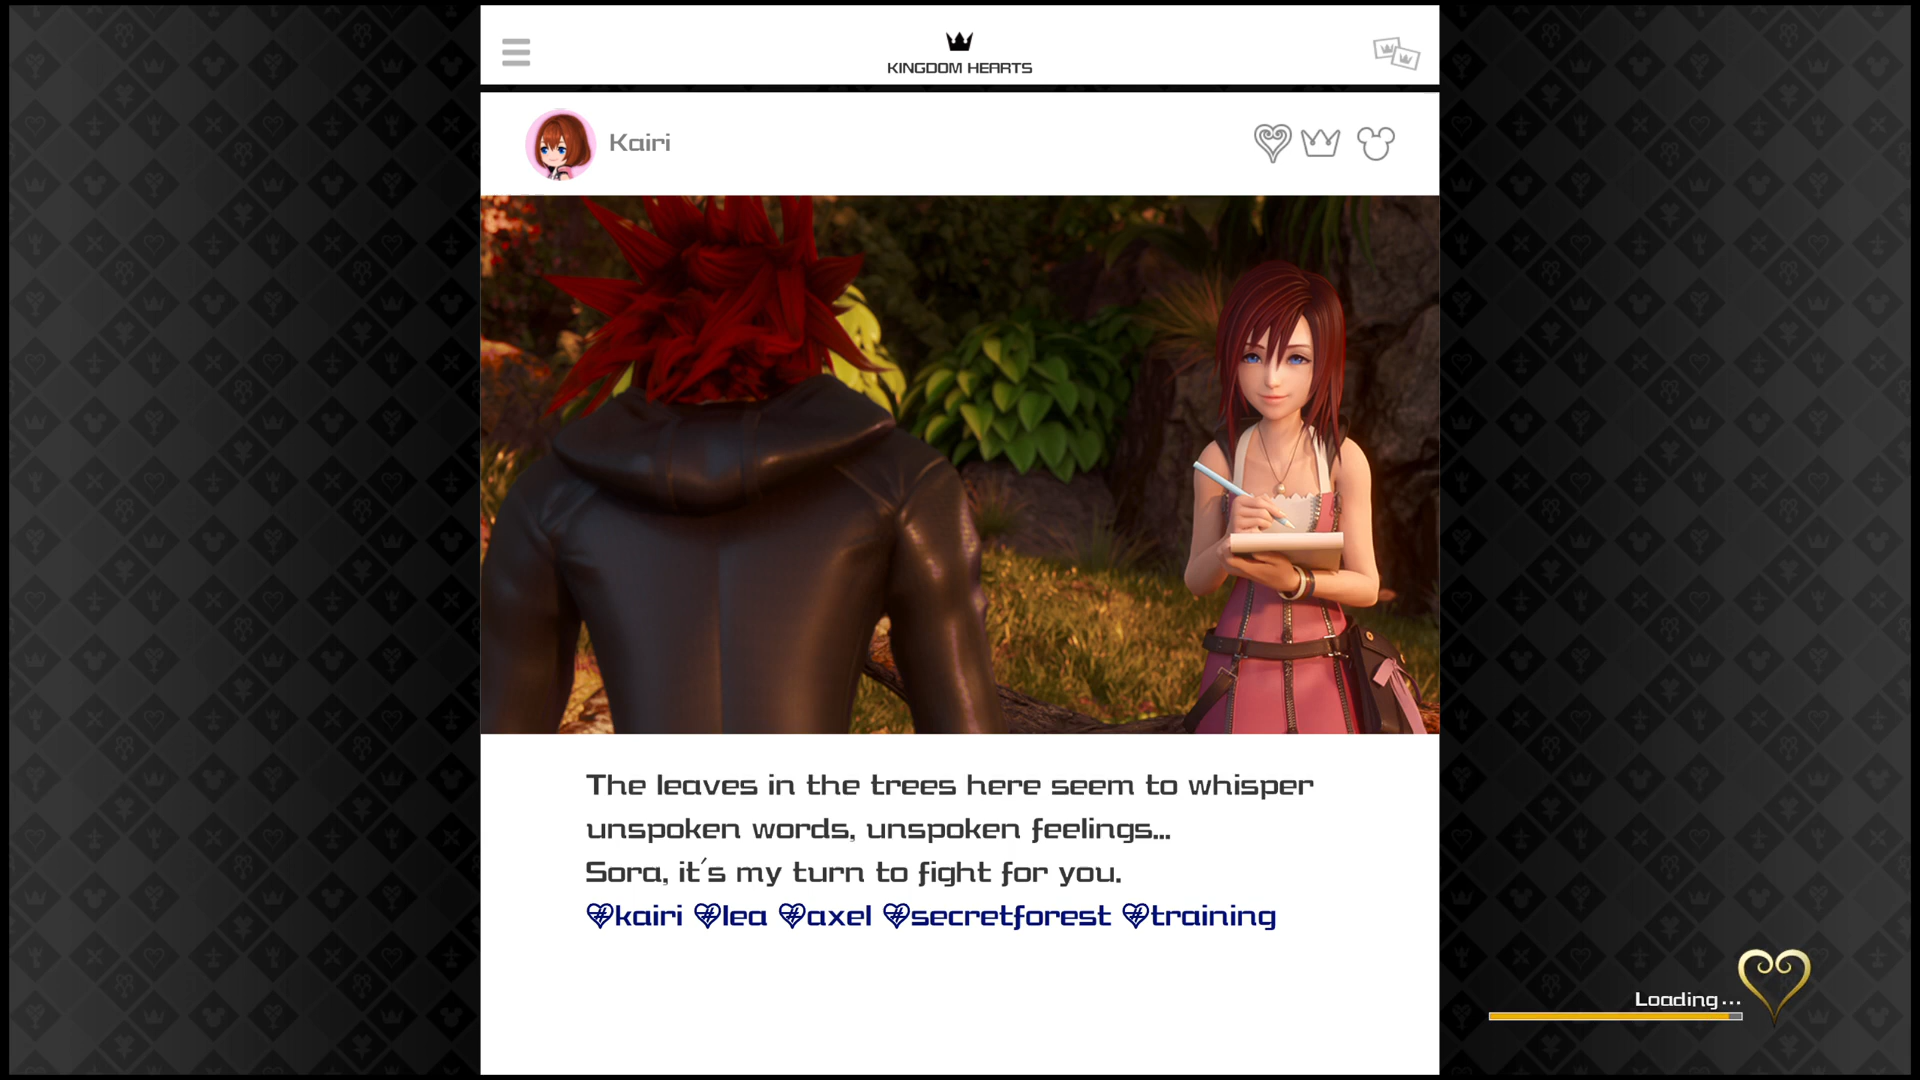 KINGDOM HEARTS
Kairi
The leaves in the trees here seem to whisper
unspoken words, unspoken feelings...
Sora, it's my turn to fight for you.
#kairi #lea #axel #secretforest #training
Loading...